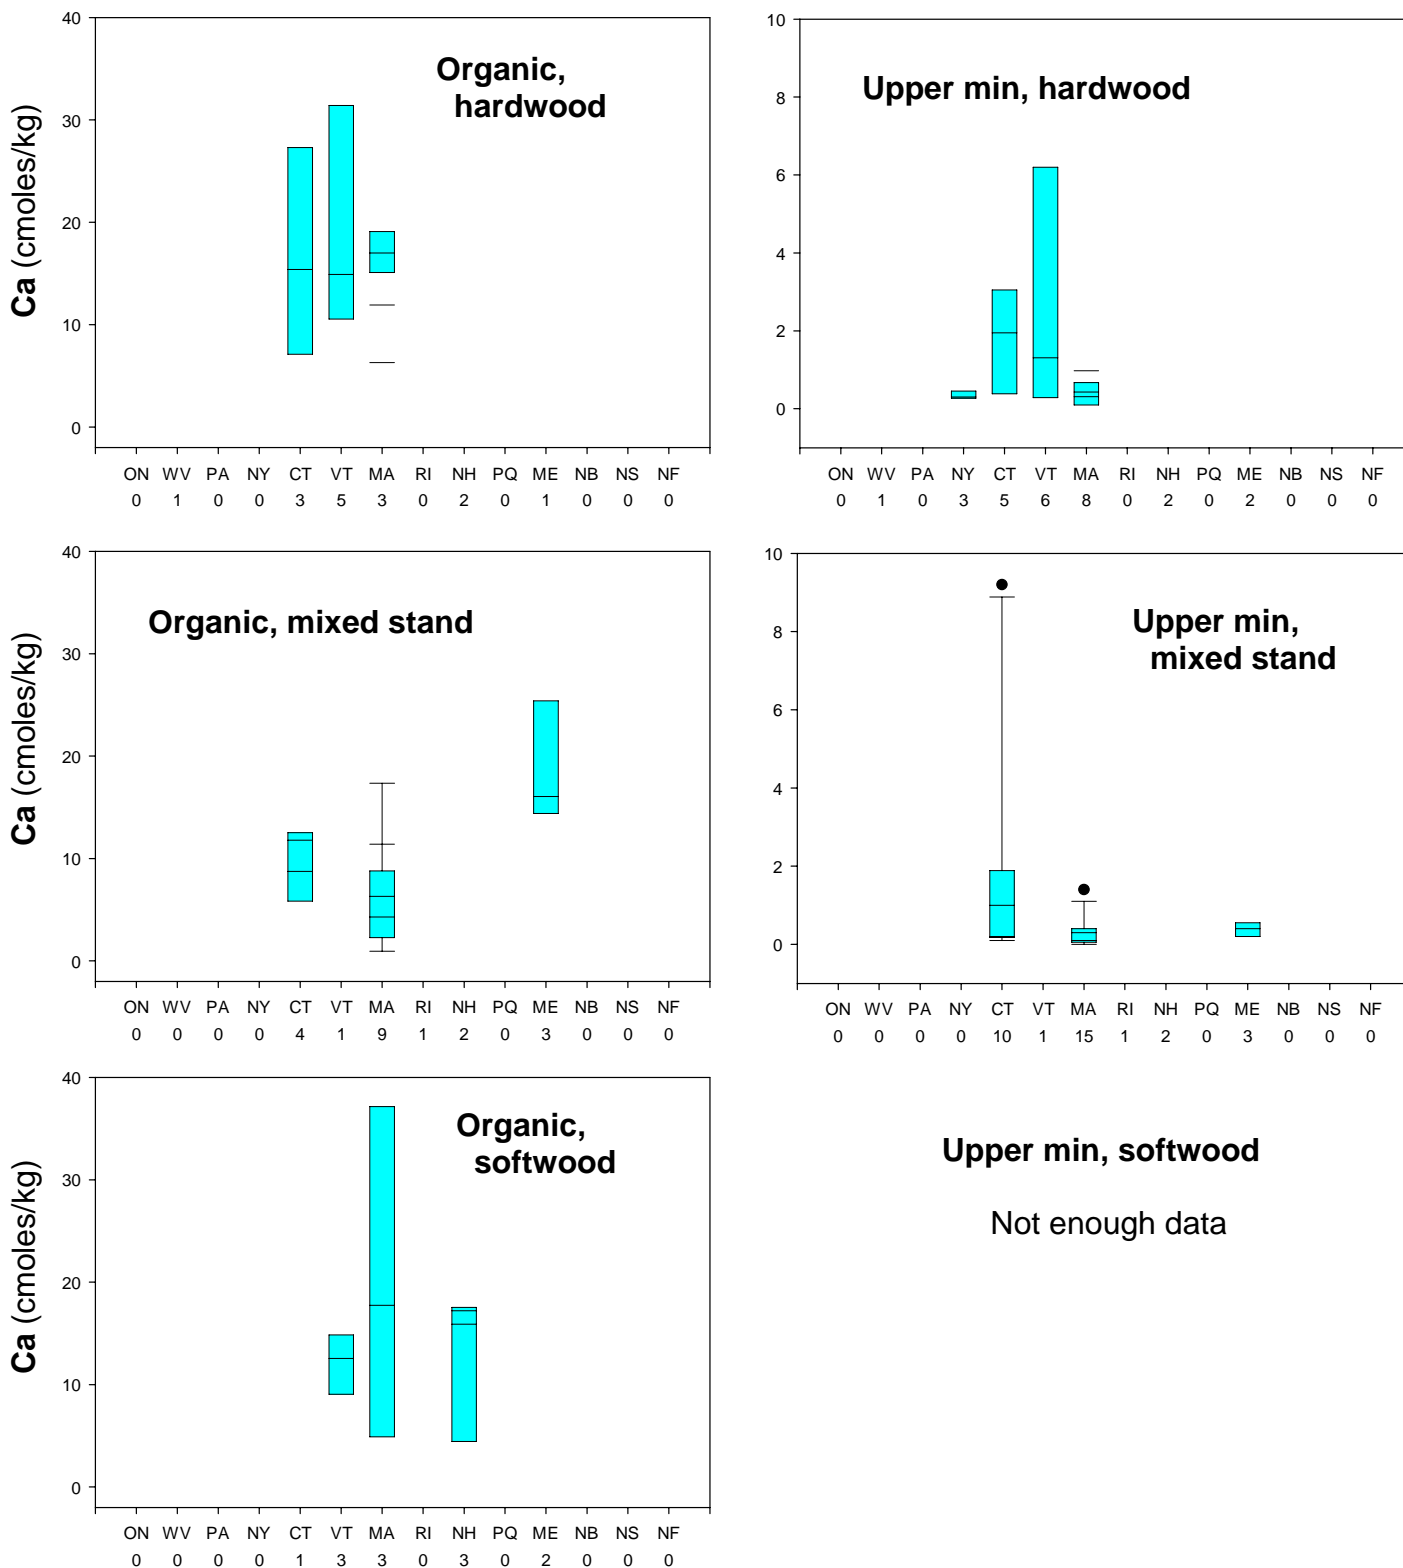 Ca (cmoles/kg)
40
30
20
10
0
Organic,
hardwood
ON WV PA NY CT VT MA RI NH PQ ME NB NS NF
0 1 0 0 3 5 3 0 2 0 1 0 0 0
10
8
6
4
2
0
Upper min, hardwood
ON WV PA NY CT VT MA RI NH PQ ME NB NS NF
0 1 0 3 5 6 8 0 2 0 2 0 0 0
Ca (cmoles/kg)
40
30
20
10
0
Organic, mixed stand
ON WV PA NY CT VT MA RI NH PQ ME NB NS NF
0 0 0 0 4 1 9 1 2 0 3 0 0 0
10
8
6
4
2
0
Upper min,
mixed stand
ON WV PA NY CT VT MA RI NH PQ ME NB NS NF
0 0 0 0 10 1 15 1 2 0 3 0 0 0
Ca (cmoles/kg)
40
30
20
10
0
Organic,
softwood
ON WV PA NY CT VT MA RI NH PQ ME NB NS NF
0 0 0 0 1 3 3 0 3 0 2 0 0 0
Upper min, softwood
Not enough data